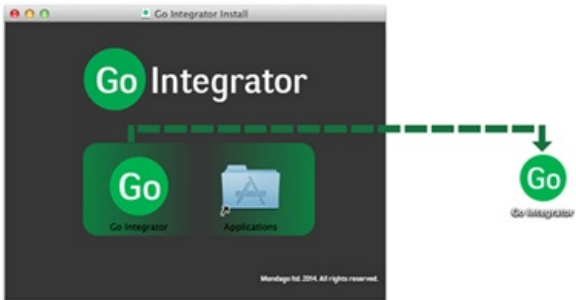 Go Integrator Install
Go Integrator
Go
Go Integrator
Applications
Mondago ltd. 2014. All rights reserved.
Go
Go Integrator